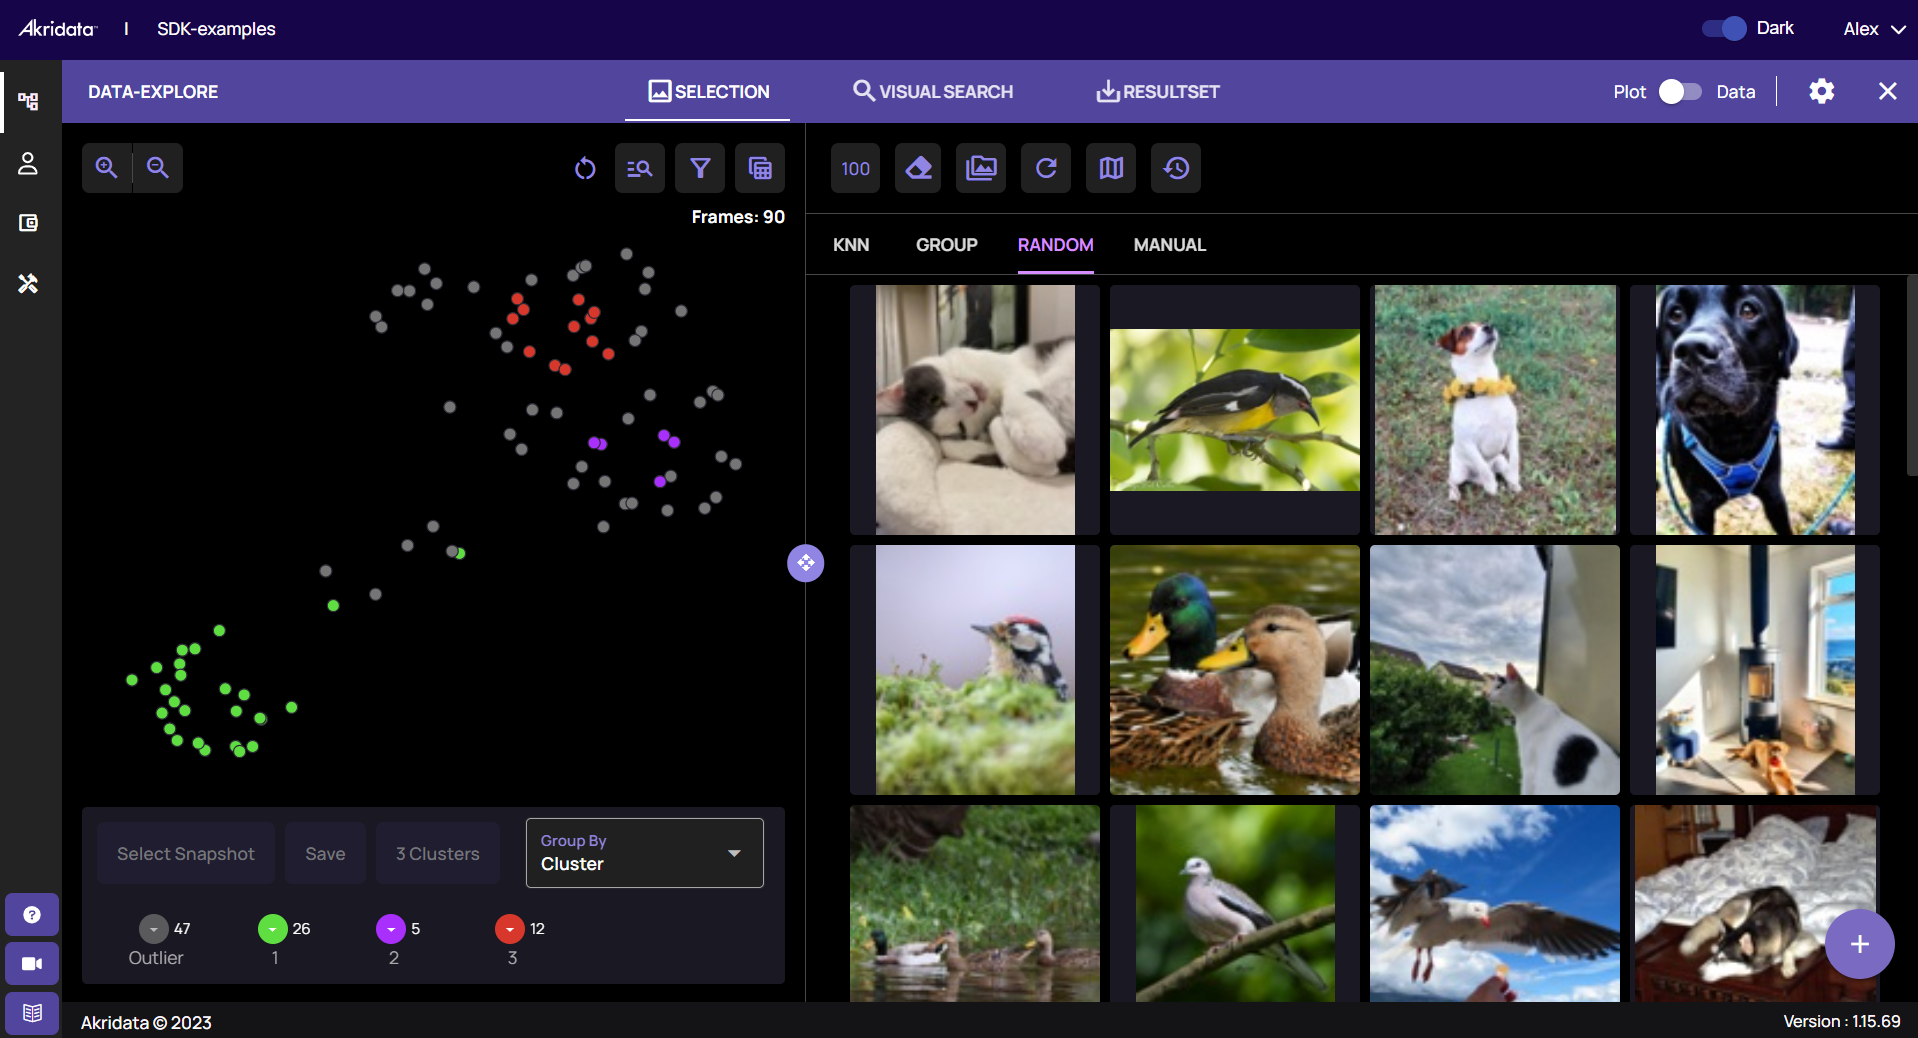 Akridata | SDK-examples
Dark
Alex
DATA-EXPLORE
SELECTION
VISUAL SEARCH
RESULTSET
Plot
Data
100
Frames: 90
KNN
GROUP
RANDOM
MANUAL
Select Snapshot
Save
3 Clusters
Group By
Cluster
47
26
5
12
Outlier
1
2
3
Akridata © 2023
Version : 1.15.69